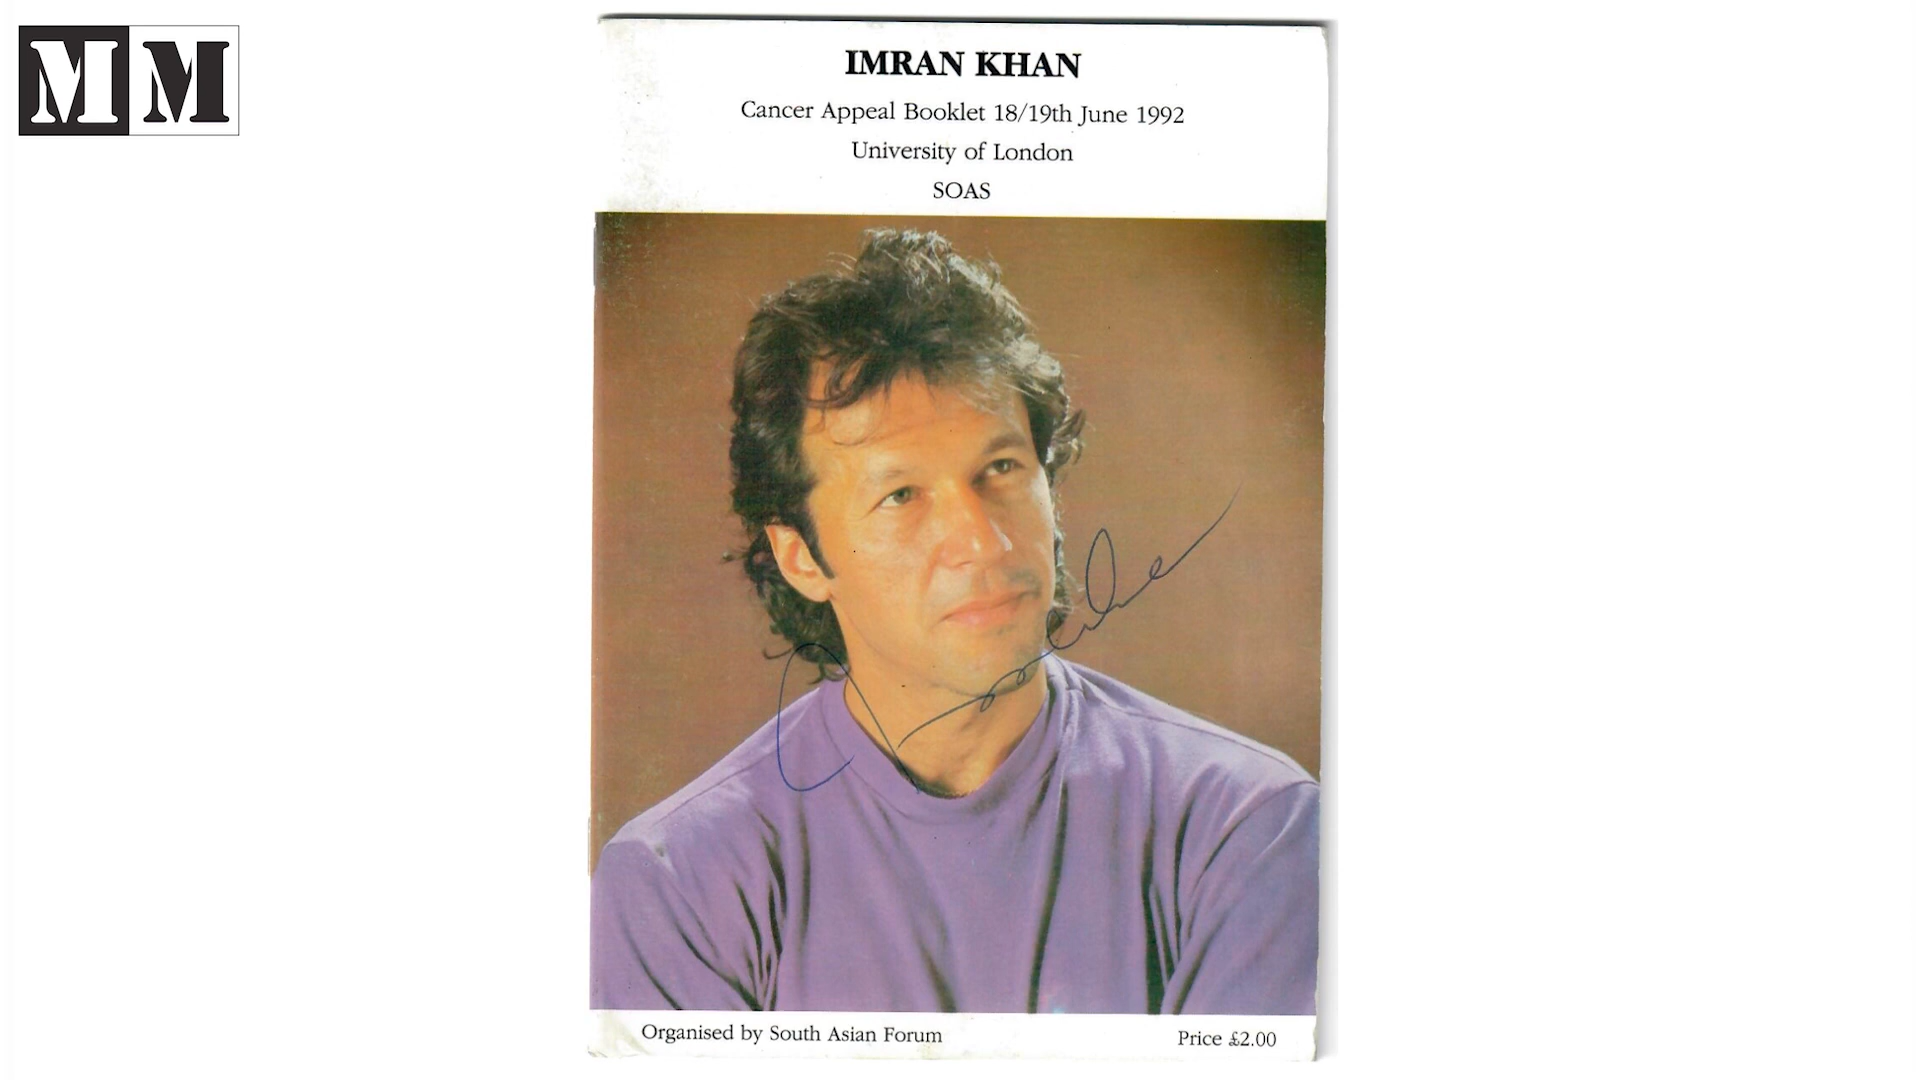 MM
IMRAN KHAN
Cancer Appeal Booklet 18/19th June 1992
University of London
SOAS
Organised by South Asian Forum
Price £2.00